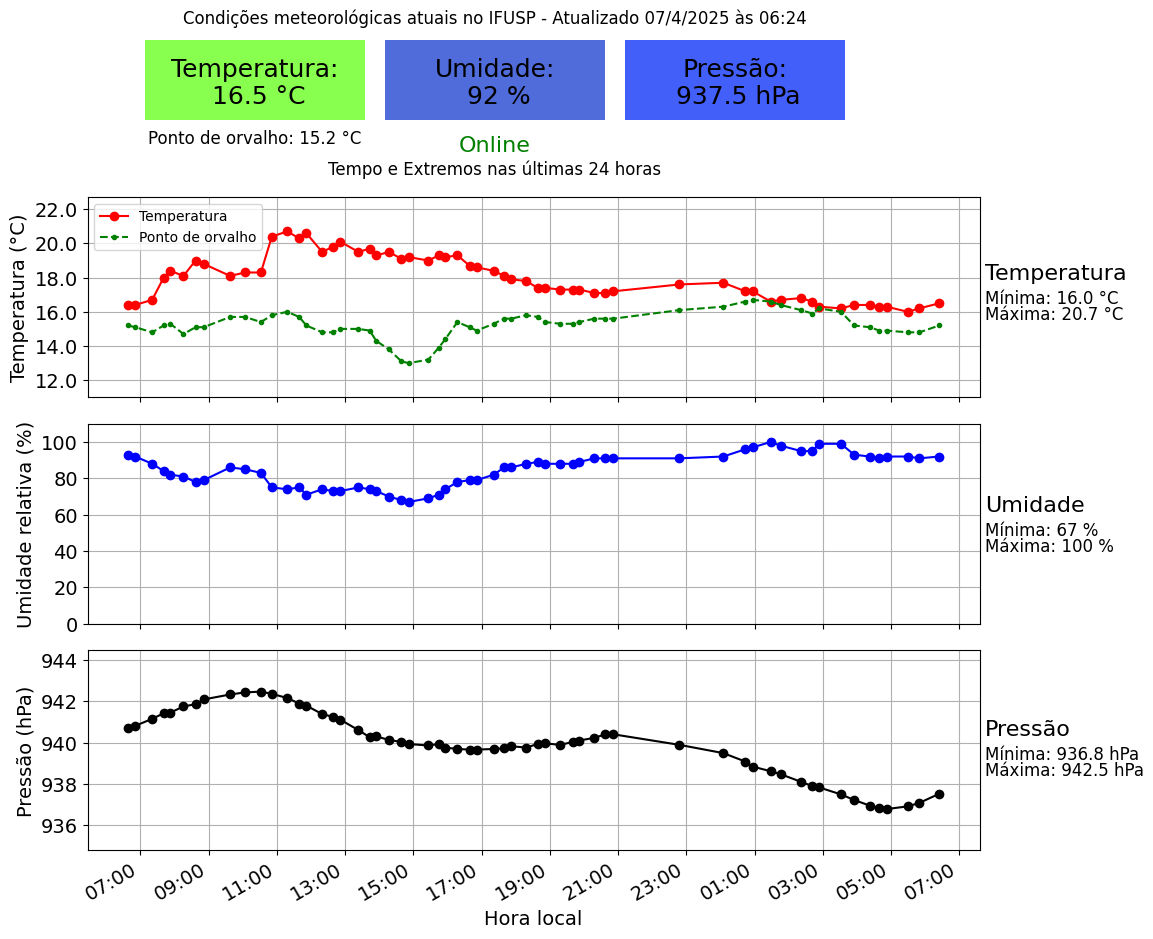 Condições meteorológicas atuais no IFUSP - Atualizado 07/4/2025 às 06:24
Temperatura:
16.5 °C
Umidade:
92 %
Pressão:
937.5 hPa
Ponto de orvalho: 15.2 °C
Online
Tempo e Extremos nas últimas 24 horas
Temperatura (°C)
22.0
20.0
18.0
16.0
14.0
12.0
Temperatura
Ponto de orvalho
Temperatura
Mínima: 16.0 °C
Máxima: 20.7 °C
Umidade relativa (%)
100
80
60
40
20
0
Umidade
Mínima: 67 %
Máxima: 100 %
Pressão (hPa)
944
942
940
938
936
Pressão
Mínima: 936.8 hPa
Máxima: 942.5 hPa
07:00 09:00 11:00 13:00 15:00 17:00 19:00 21:00 23:00 01:00 03:00 05:00 07:00
Hora local